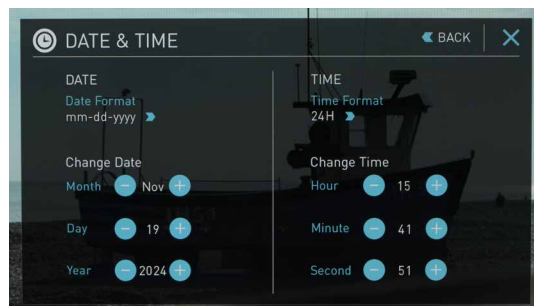 DATE & TIME
BACK
DATE
Date Format
mm-dd-yyyy
Change Date
Month - Nov +
Day - 19 +
Year - 2024 +
TIME
Time Format
24H
Change Time
Hour - 15 +
Minute - 41 +
Second - 51 +